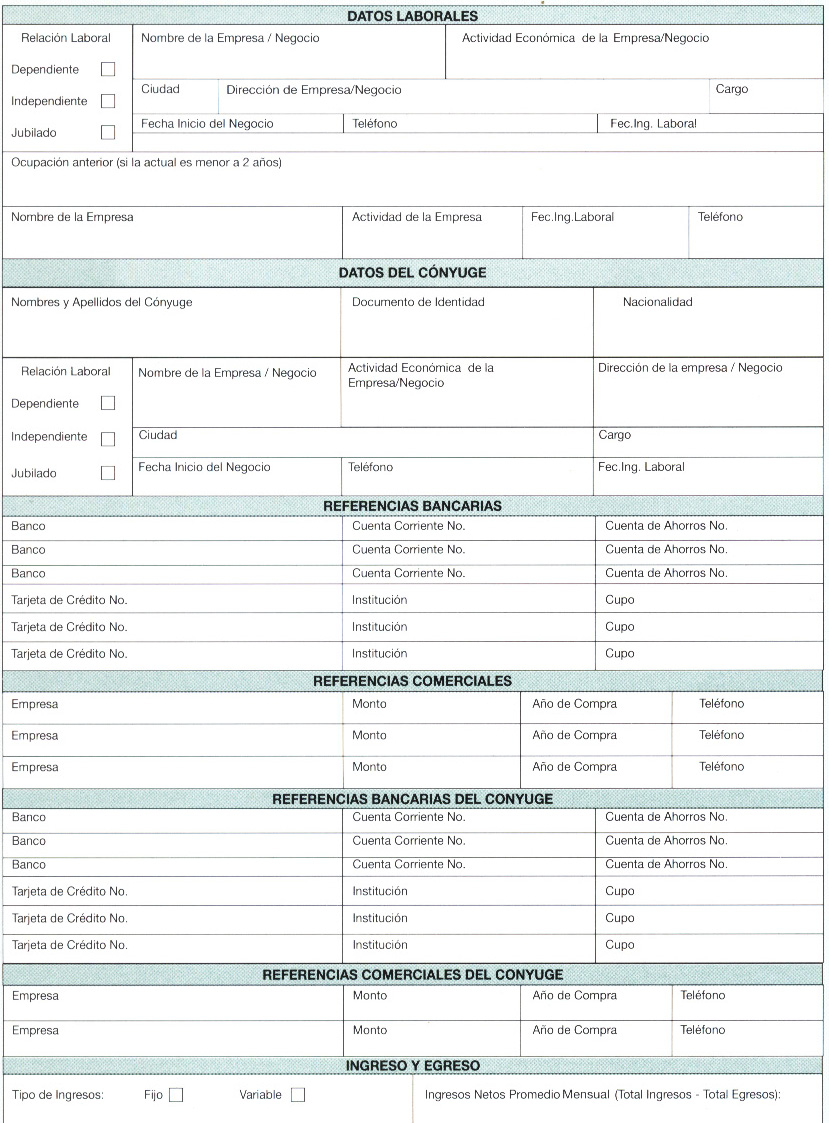 DATOS LABORALES
Relación Laboral
Nombre de la Empresa / Negocio
Actividad Económica de la Empresa/Negocio
Dependiente
Ciudad
Dirección de Empresa/Negocio
Cargo
Independiente
Fecha Inicio del Negocio
Teléfono
Fec.Ing. Laboral
Jubilado
Ocupación anterior (si la actual es menor a 2 años)
Nombre de la Empresa
Actividad de la Empresa
Fec.Ing.Laboral
Teléfono
DATOS DEL CÓNYUGE
Nombres y Apellidos del Cónyuge
Documento de Identidad
Nacionalidad
Relación Laboral
Nombre de la Empresa / Negocio
Actividad Económica de la
Empresa/Negocio
Dirección de la empresa / Negocio
Dependiente
Independiente
Ciudad
Cargo
Jubilado
Fecha Inicio del Negocio
Teléfono
Fec.Ing. Laboral
REFERENCIAS BANCARIAS
Banco Cuenta Corriente No. Cuenta de Ahorros No.
Banco Cuenta Corriente No. Cuenta de Ahorros No.
Banco Cuenta Corriente No. Cuenta de Ahorros No.
Tarjeta de Crédito No. Institución Cupo
Tarjeta de Crédito No. Institución Cupo
Tarjeta de Crédito No. Institución Cupo
REFERENCIAS COMERCIALES
Empresa Monto Año de Compra Teléfono
Empresa Monto Año de Compra Teléfono
Empresa Monto Año de Compra Teléfono
REFERENCIAS BANCARIAS DEL CONYUGE
Banco Cuenta Corriente No. Cuenta de Ahorros No.
Banco Cuenta Corriente No. Cuenta de Ahorros No.
Banco Cuenta Corriente No. Cuenta de Ahorros No.
Tarjeta de Crédito No. Institución Cupo
Tarjeta de Crédito No. Institución Cupo
Tarjeta de Crédito No. Institución Cupo
REFERENCIAS COMERCIALES DEL CONYUGE
Empresa Monto Año de Compra Teléfono
Empresa Monto Año de Compra Teléfono
INGRESO Y EGRESO
Tipo de Ingresos: Fijo Variable Ingresos Netos Promedio Mensual (Total Ingresos - Total Egresos):